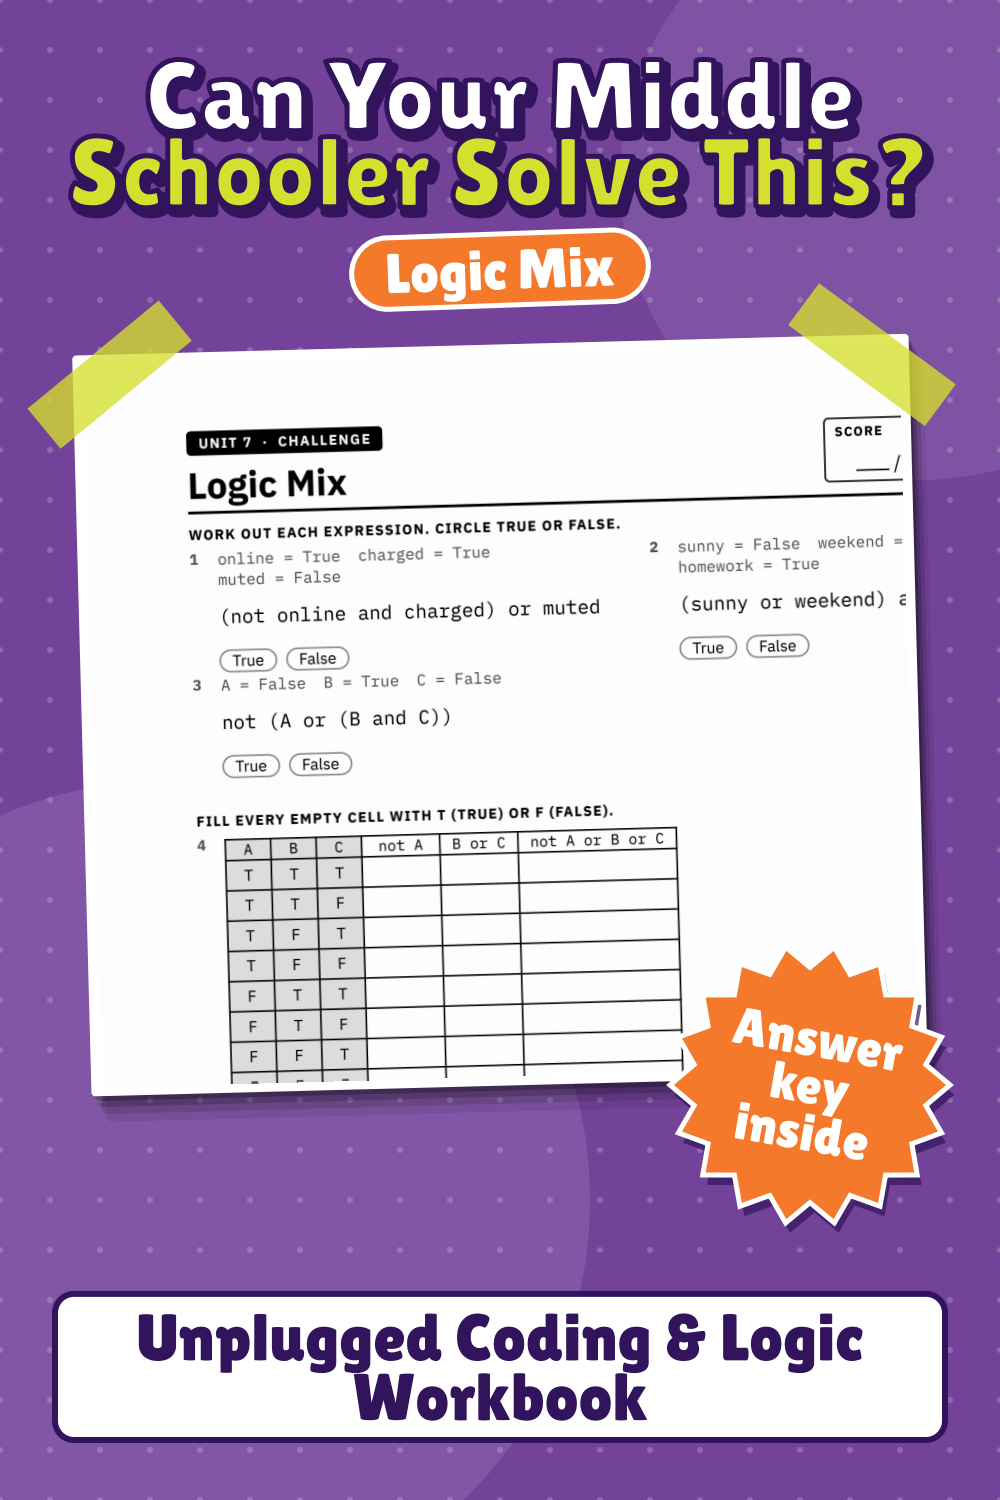 Can Your Middle
Schooler Solve This?
Logic Mix
UNIT 7 · CHALLENGE
SCORE
___ /
Logic Mix
WORK OUT EACH EXPRESSION. CIRCLE TRUE OR FALSE.
1 online = True charged = True
muted = False
(not online and charged) or muted
True False
2 sunny = False weekend =
homework = True
(sunny or weekend)
True False
3 A = False B = True C = False
not (A or (B and C))
True False
FILL EVERY EMPTY CELL WITH T (TRUE) OR F (FALSE).
4 A B C not A B or C not A or B or C
T T T
T T F
T F T
T F F
F T T
F T F
F F T
Answer
key
inside
Unplugged Coding & Logic
Workbook